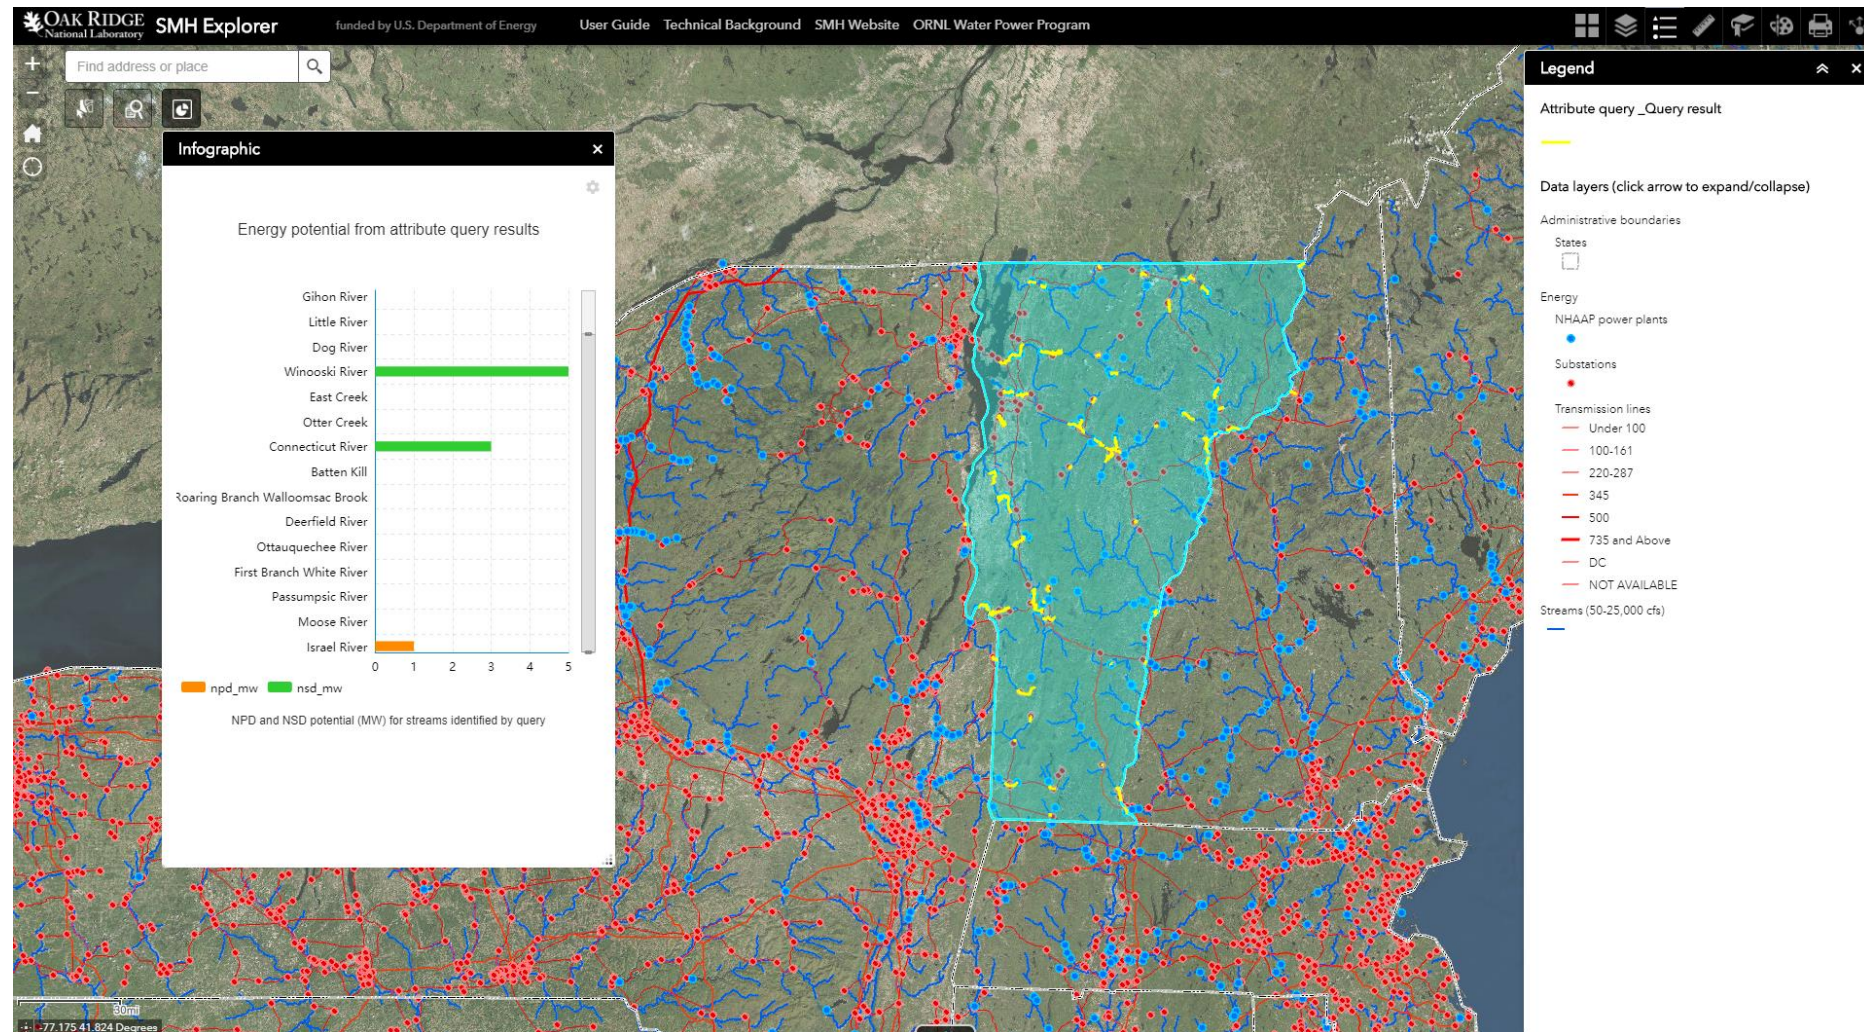 OAK RIDGE
National Laboratory
SMH Explorer
funded by U.S. Department of Energy
User Guide
Technical Background
SMH Website
ORNL Water Power Program
Find address or place
Infographic
Energy potential from attribute query results
Gihon River
Little River
Dog River
Winooski River
East Creek
Otter Creek
Connecticut River
Batten Kill
Roaring Branch Walloomsac Brook
Deerfield River
Ottauquechee River
First Branch White River
Passumpsic River
Moose River
Israel River
0 1 2 3 4 5
npd_mw nsd_mw
NPD and NSD potential (MW) for streams identified by query
Legend
Attribute query _Query result
Data layers (click arrow to expand/collapse)
Administrative boundaries
States
Energy
NHAAP power plants
Substations
Transmission lines
Under 100
100-161
220-287
345
500
735 and Above
DC
NOT AVAILABLE
Streams (50-25,000 cfs)
30mi
-77.175 41.824 Degrees